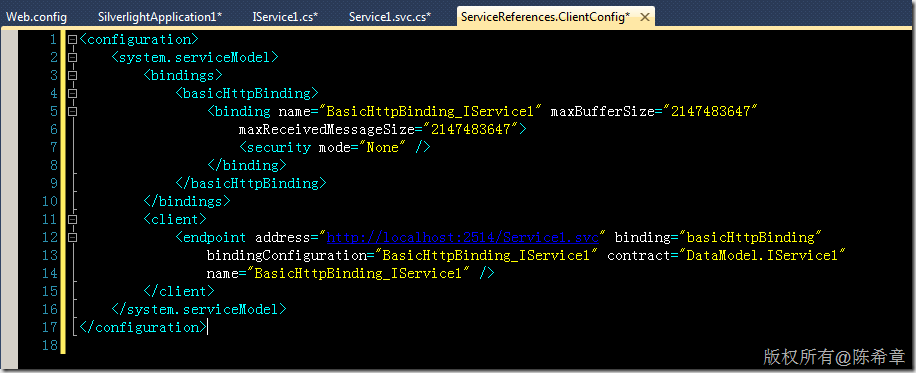 Web.config SilverlightApplication1* IService1.cs* Service1.svc.cs* ServiceReferences.ClientConfig*
1 <configuration>
2 <system.serviceModel>
3 <bindings>
4 <basicHttpBinding>
5 <binding name="BasicHttpBinding_IService1" maxBufferSize="2147483647"
6 maxReceivedMessageSize="2147483647">
7 <security mode="None" />
8 </binding>
9 </basicHttpBinding>
10 </bindings>
11 <client>
12 <endpoint address="http://localhost:2514/Service1.svc" binding="basicHttpBinding"
13 bindingConfiguration="BasicHttpBinding_IService1" contract="DataModel.IService1"
14 name="BasicHttpBinding_IService1" />
15 </client>
16 </system.serviceModel>
17 </configuration>
18
版权所有@陈希章